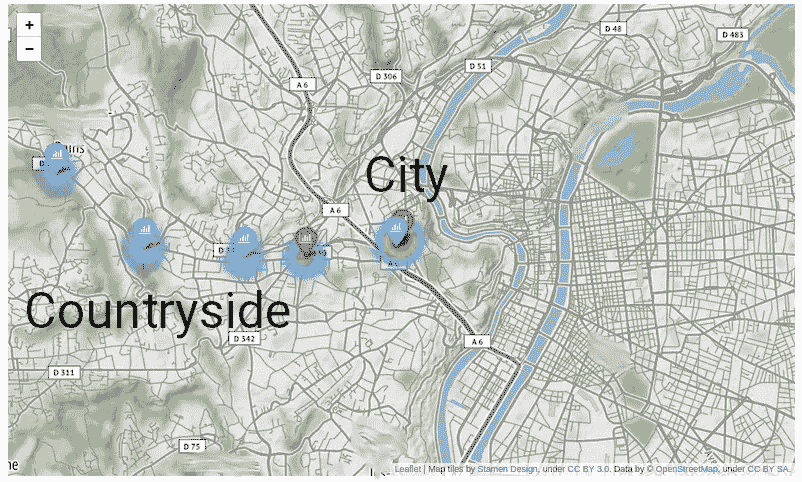 +
−
D 48
D 483
D 51
D 306
A 6
City
A 6
Countryside
D 342
A 6
D 311
D 75
Leaflet | Map tiles by Stamen Design, under CC BY 3.0. Data by © OpenStreetMap, under CC BY SA.